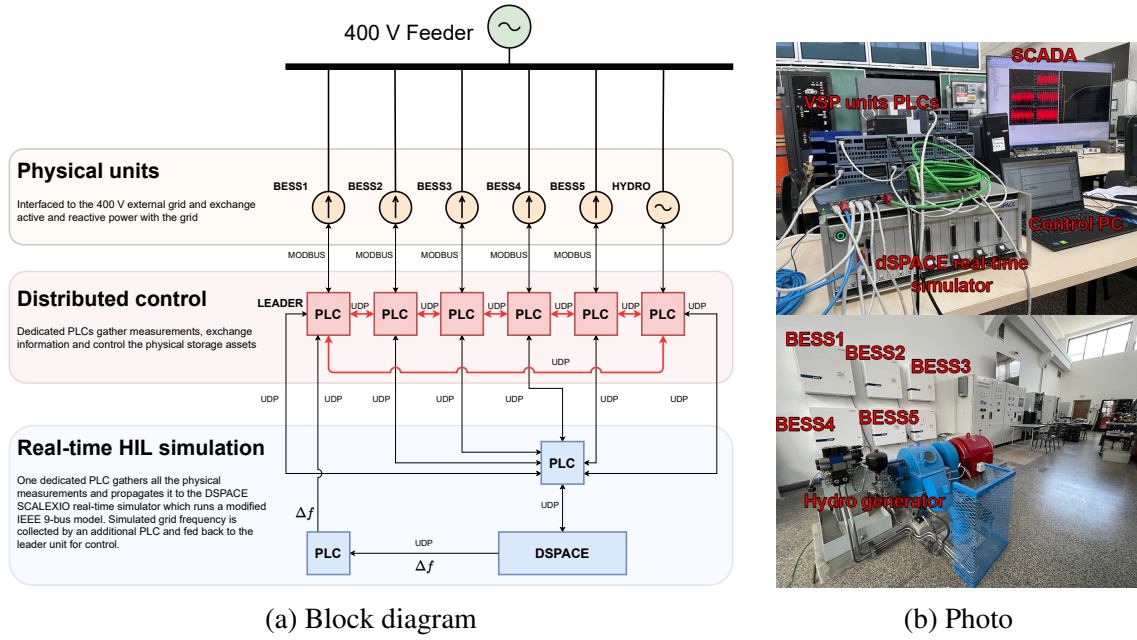 400 V Feeder
Physical units
Interfaced to the 400 V external grid and exchange
active and reactive power with the grid
BESS1
BESS2
BESS3
BESS4
BESS5
HYDRO
MODBUS
MODBUS
MODBUS
MODBUS
Distributed control
Dedicated PLCs gather measurements, exchange
information and control the physical storage assets
LEADER
PLC
UDP
PLC
UDP
PLC
UDP
PLC
UDP
PLC
UDP
PLC
UDP
UDP
UDP
UDP
UDP
UDP
UDP
UDP
UDP
Real-time HIL simulation
One dedicated PLC gathers all the physical
measurements and propagates it to the DSPACE
SCALEXIO real-time simulator which runs a modified
IEEE 9-bus model. Simulated grid frequency is
collected by an additional PLC and fed back to the
leader unit for control.
PLC
UDP
Δf
PLC
UDP
Δf
DSPACE
(a) Block diagram
SCADA
VSP units PLCs
Control PC
dSPACE real-time
simulator
BESS1
BESS2
BESS3
BESS4
BESS5
Hydro generator
(b) Photo